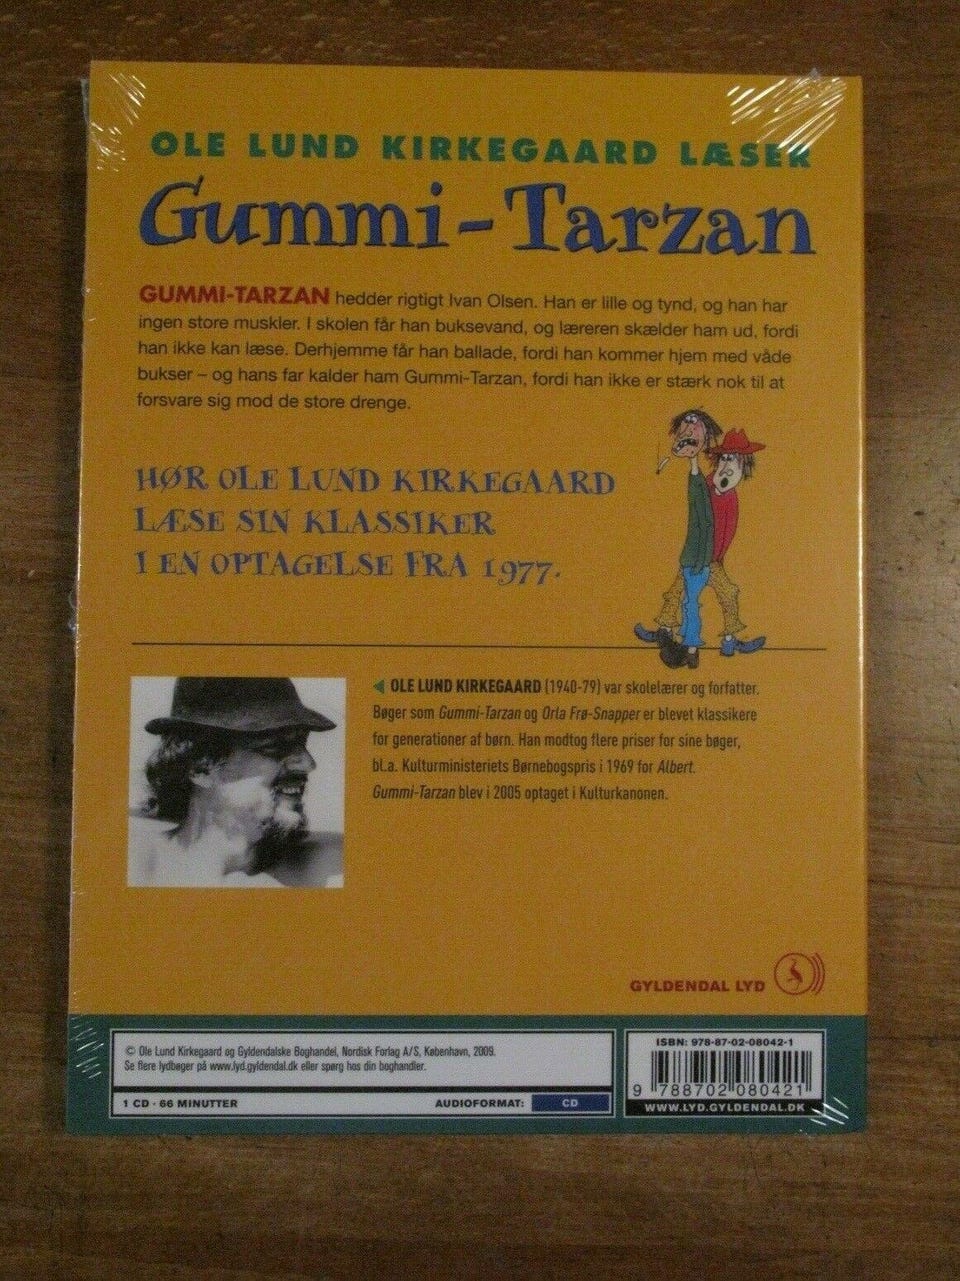 OLE LUND KIRKEGAARD LÆSER
Gummi-Tarzan
GUMMI-TARZAN hedder rigtigt Ivan Olsen. Han er lille og tynd, og han har
ingen store muskler. I skolen får han buksevand, og læreren skælder ham ud, fordi
han ikke kan læse. Derhjemme får han ballade, fordi han kommer hjem med våde
bukser – og hans far kalder ham Gummi-Tarzan, fordi han ikke er stærk nok til at
forsvare sig mod de store drenge.
HØR OLE LUND KIRKEGAARD
LÆSE SIN KLASSIKER
I EN OPTAGELSE FRA 1977.
OLE LUND KIRKEGAARD (1940-79) var skolelærer og forfatter.
Bøger som Gummi-Tarzan og Orla Frø-Snapper er blevet klassikere
for generationer af børn. Han modtog flere priser for sine bøger,
bl.a. Kulturministeriets Børnebogspris i 1969 for Albert.
Gummi-Tarzan blev i 2005 optaget i Kulturkanonen.
GYLDENDAL LYD
© Ole Lund Kirkegaard og Gyldendalske Boghandel, Nordisk Forlag A/S, København, 2009.
Se flere lydbøger på www.lyd.gyldendal.dk eller spørg hos din boghandler.
1 CD · 66 MINUTTER
AUDIOFORMAT: CD
ISBN: 978-87-02-08042-1
9 788702 080421
WWW.LYD.GYLDENDAL.DK